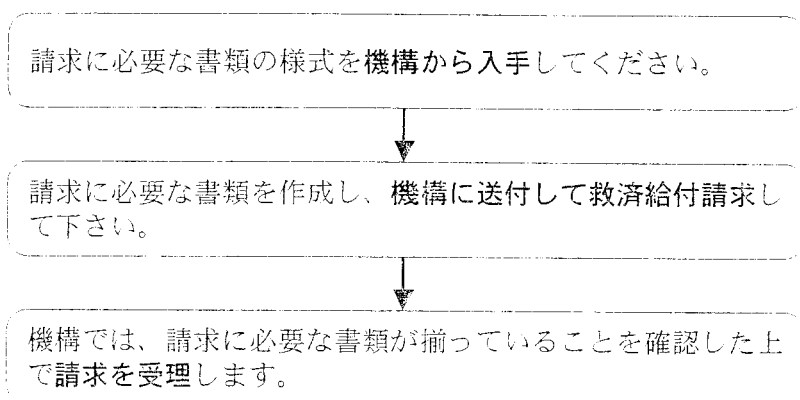 請求に必要な書類の様式を機構から入手してください。
請求に必要な書類を作成し、機構に送付して救済給付請求し
て下さい。
機構では、請求に必要な書類が揃っていることを確認した上
で請求を受理します。